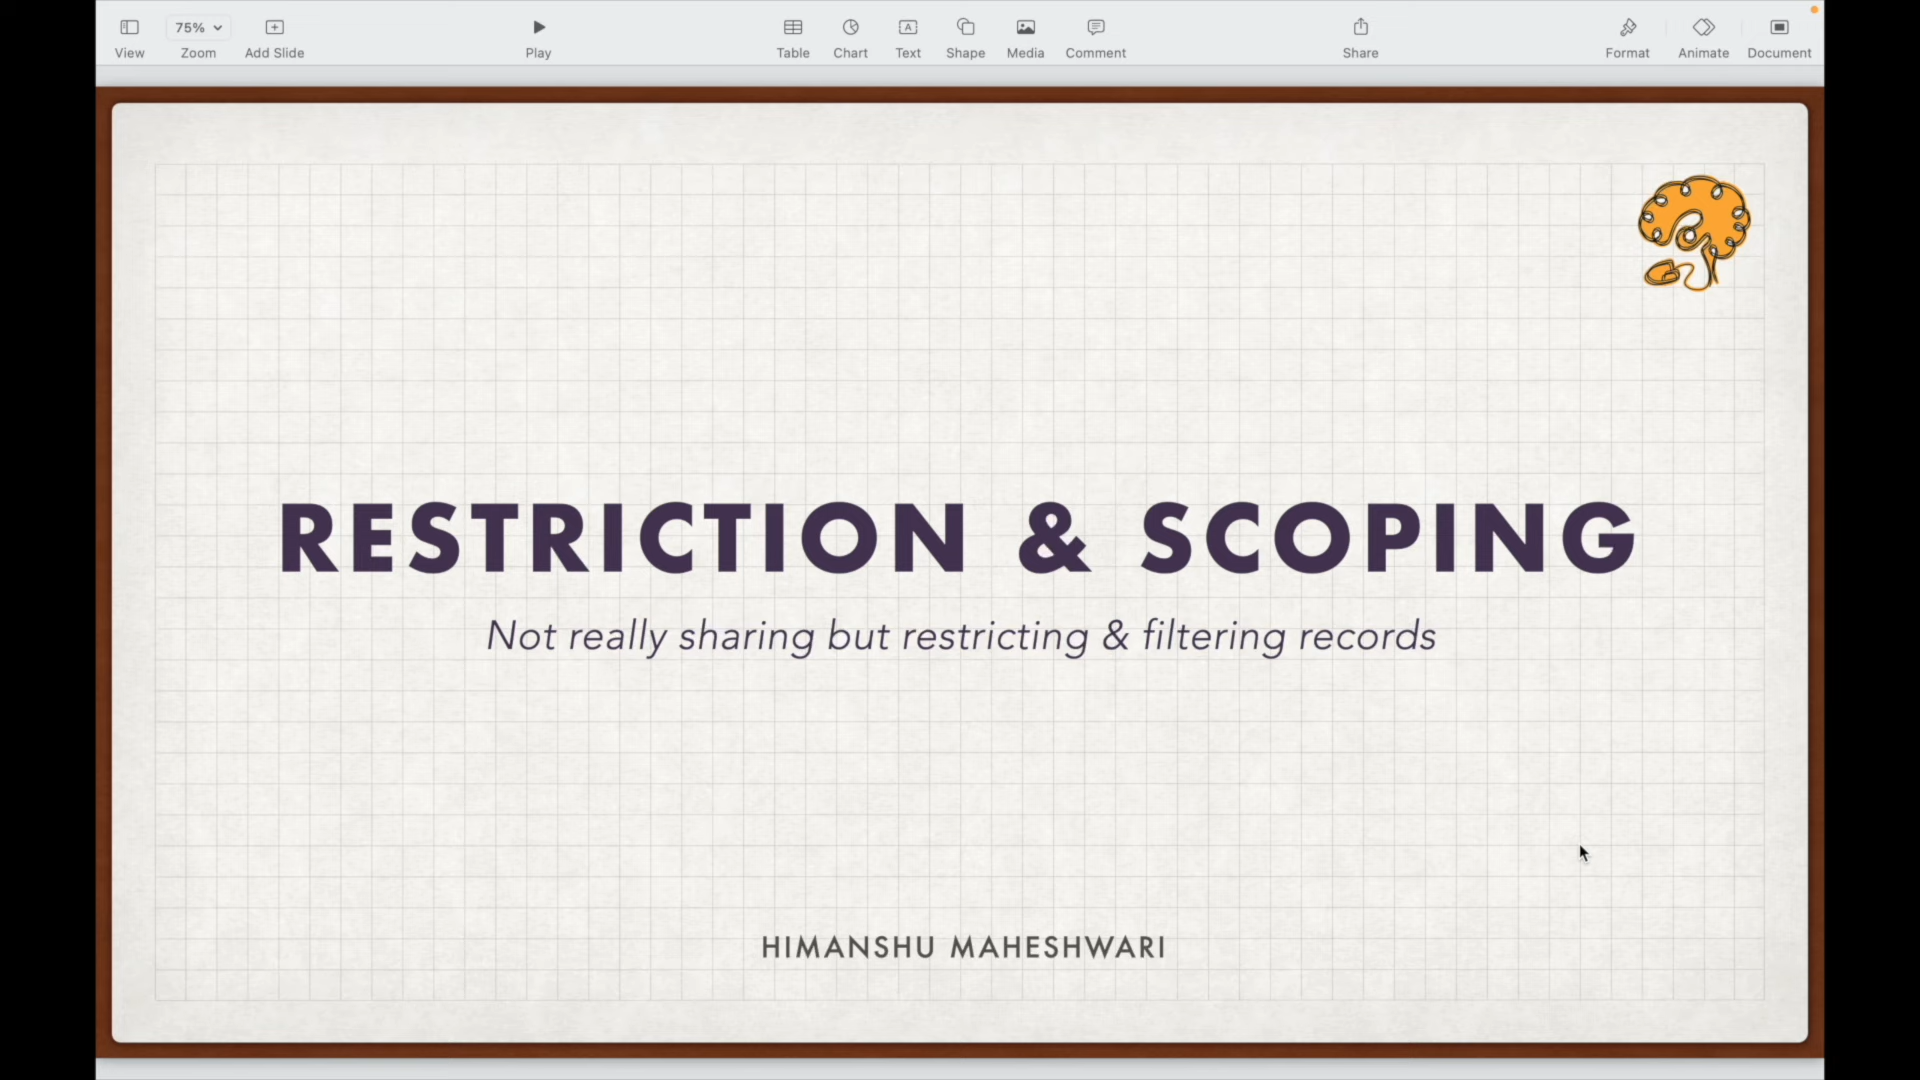 75%
View
Zoom
Add Slide
Play
Table
Chart
Text
Shape
Media
Comment
Share
Format
Animate
Document
RESTRICTION & SCOPING
Not really sharing but restricting & filtering records
HIMANSHU MAHESHWARI